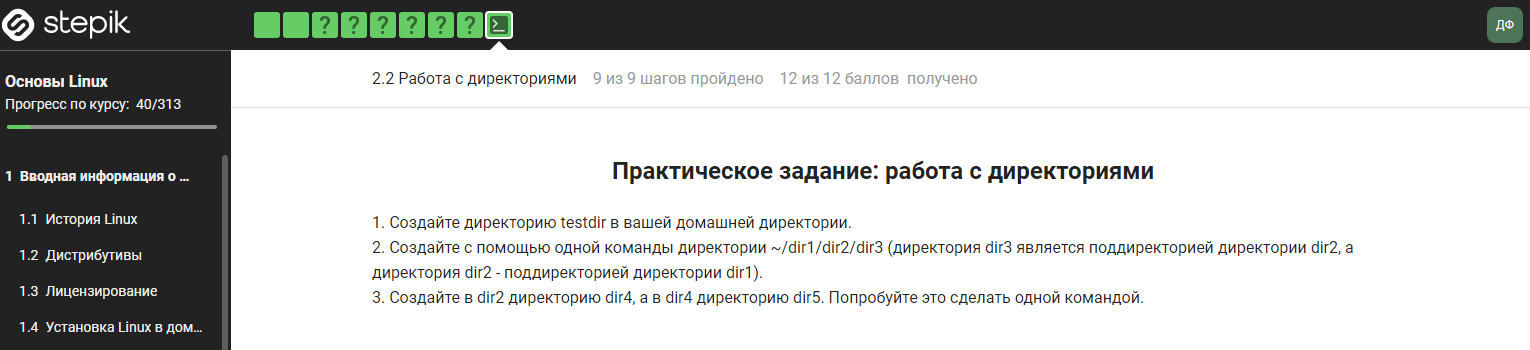 stepik
? ? ? ? ? ?
ДФ
Основы Linux
Прогресс по курсу: 40/313
2.2 Работа с директориями 9 из 9 шагов пройдено 12 из 12 баллов получено
1 Вводная информация о ...
1.1 История Linux
1.2 Дистрибутивы
1.3 Лицензирование
1.4 Установка Linux в дом...
Практическое задание: работа с директориями
1. Создайте директорию testdir в вашей домашней директории.
2. Создайте с помощью одной команды директории ~/dir1/dir2/dir3 (директория dir3 является поддиректорией директории dir2, а
директория dir2 - поддиректорией директории dir1).
3. Создайте в dir2 директорию dir4, а в dir4 директорию dir5. Попробуйте это сделать одной командой.